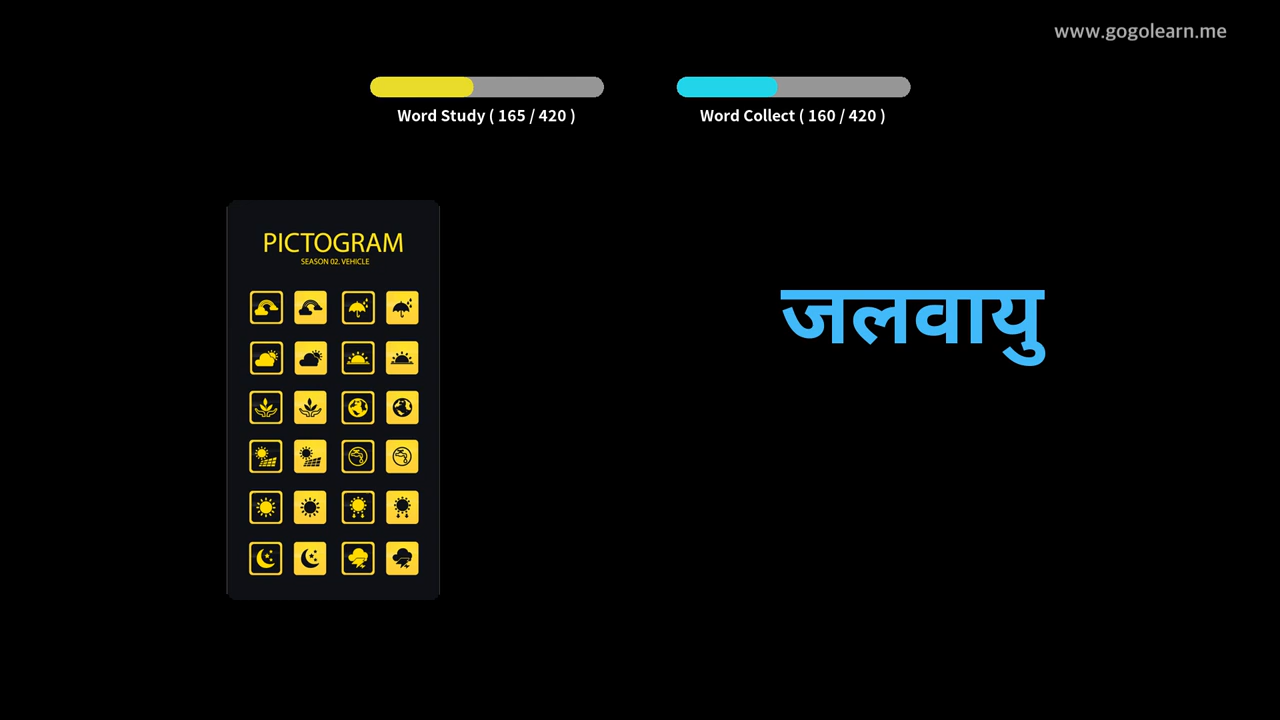 www.gogolearn.me
Word Study ( 165 / 420 )
Word Collect ( 160 / 420 )
PICTOGRAM
SEASON 02. VEHICLE
जलवायु